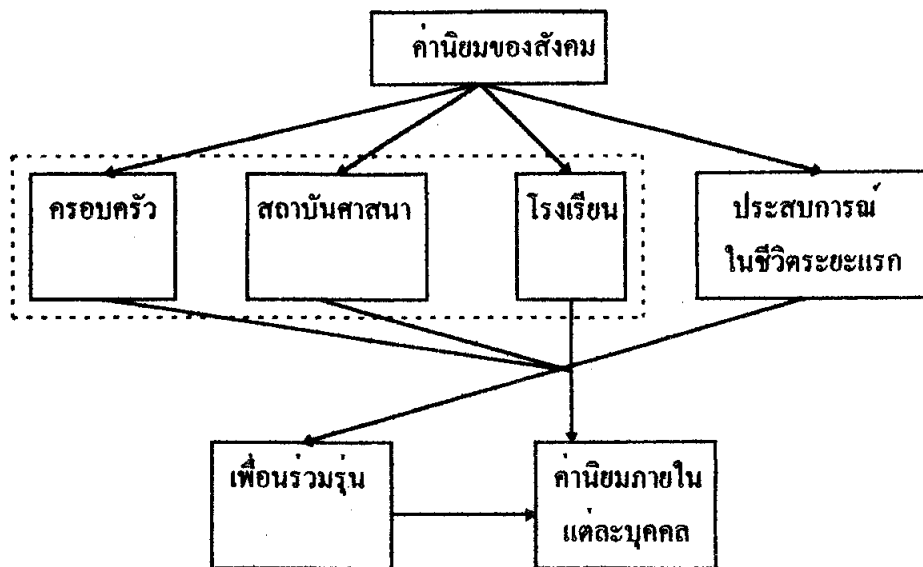 ค่านิยมของสังคม
ครอบครัว
สถาบันศาสนา
โรงเรียน
ประสบการณ์
ในชีวิตระยะแรก
เพื่อนร่วมรุ่น
ค่านิยมภายใน
แต่ละบุคคล